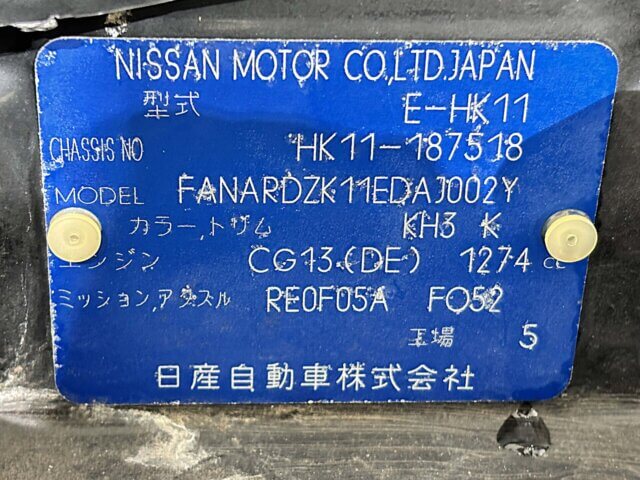 NISSAN MOTOR CO.,LTD.JAPAN
型式 E-HK11
CHASSIS NO HK11-187518
MODEL FANARDZK11EDAJ002Y
カラー,トリム KH3 K
エンジン CG13(DE) 1274 cc
ミッション,アクスル RE0F05A FO52
工場 5
日産自動車株式会社